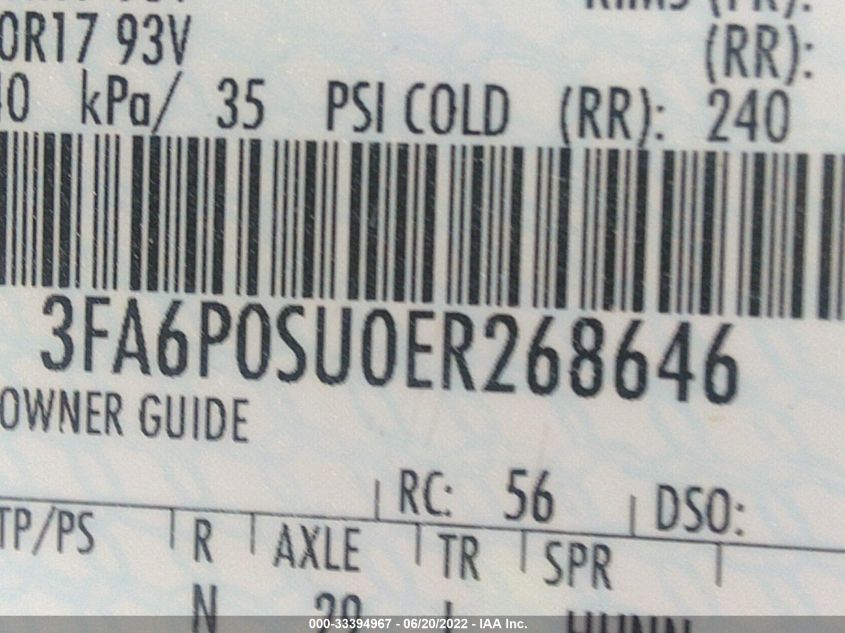 0R17 93V
(RR):
kPa/ 35 PSI COLD (RR): 240
3FA6P0SU0ER268646
OWNER GUIDE
RC: 56 DSO:
TP/PS R AXLE TR SPR
N
000-33394967 - 06/20/2022 - IAA Inc.